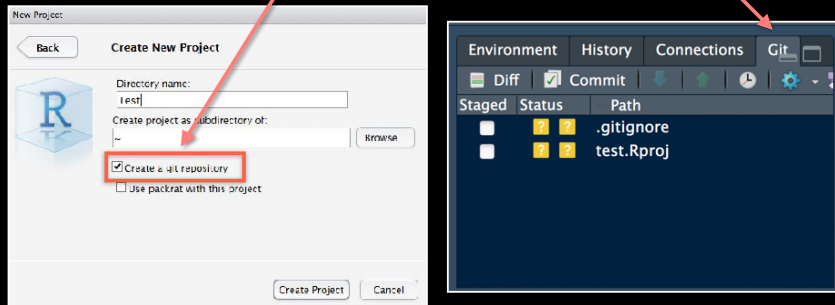 New Project
Back
Create New Project
R
Directory name:
Test
Create project as subdirectory of:
~
Browse
Create a git repository
Use packrat with this project
Create Project
Cancel
Environment History Connections Git
Diff Commit
Staged Status Path
? ? .gitignore
? ? test.Rproj